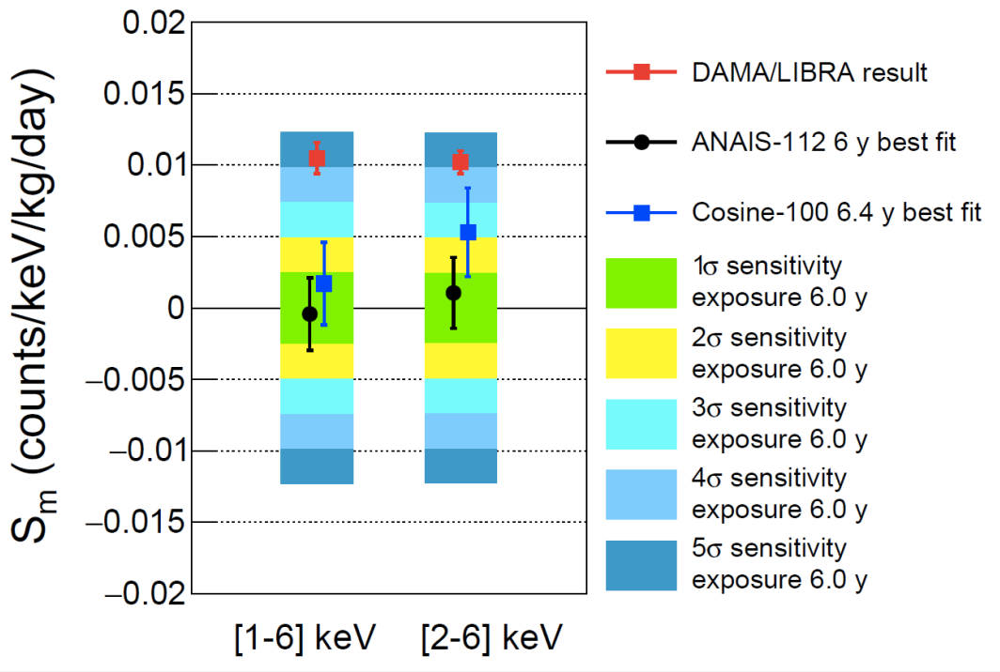 S_m (counts/keV/kg/day)
0.02
0.015
0.01
0.005
0
−0.005
−0.01
−0.015
−0.02
[1-6] keV
[2-6] keV
DAMA/LIBRA result
ANAIS-112 6 y best fit
Cosine-100 6.4 y best fit
1σ sensitivity
exposure 6.0 y
2σ sensitivity
exposure 6.0 y
3σ sensitivity
exposure 6.0 y
4σ sensitivity
exposure 6.0 y
5σ sensitivity
exposure 6.0 y